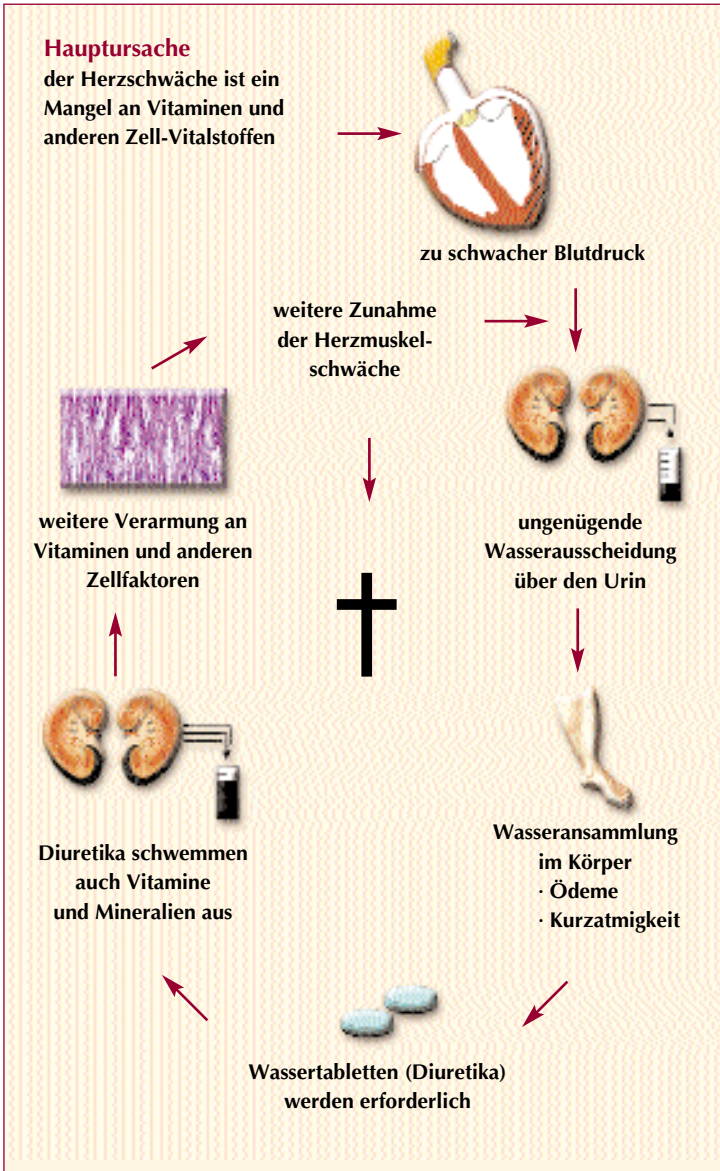 Hauptursache
der Herzschwäche ist ein
Mangel an Vitaminen und
anderen Zell-Vitalstoffen
zu schwacher Blutdruck
weitere Zunahme
der Herzmuskel-
schwäche
ungenügende
Wasserausscheidung
über den Urin
Wasseransammlung
im Körper
· Ödeme
· Kurzatmigkeit
Wassertabletten (Diuretika)
werden erforderlich
Diuretika schwemmen
auch Vitamine
und Mineralien aus
weitere Verarmung an
Vitaminen und anderen
Zellfaktoren